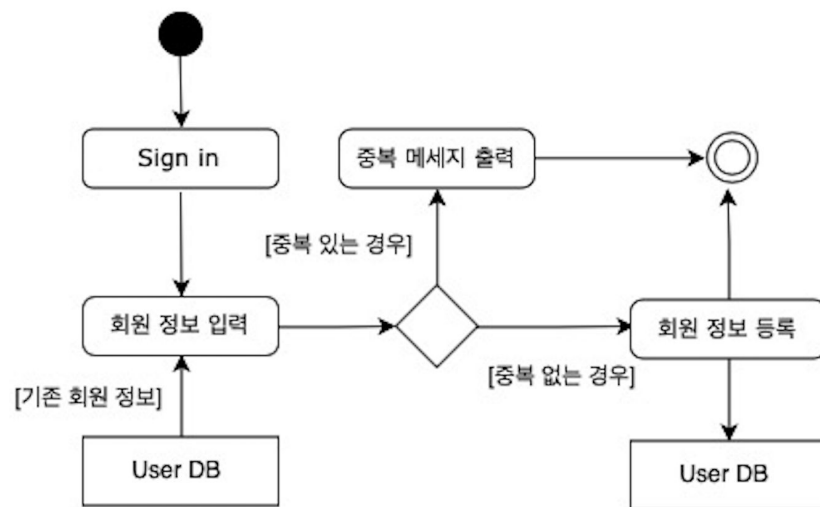 Sign in
중복 메세지 출력
[중복 있는 경우]
회원 정보 입력
회원 정보 등록
[중복 없는 경우]
[기존 회원 정보]
User DB
User DB